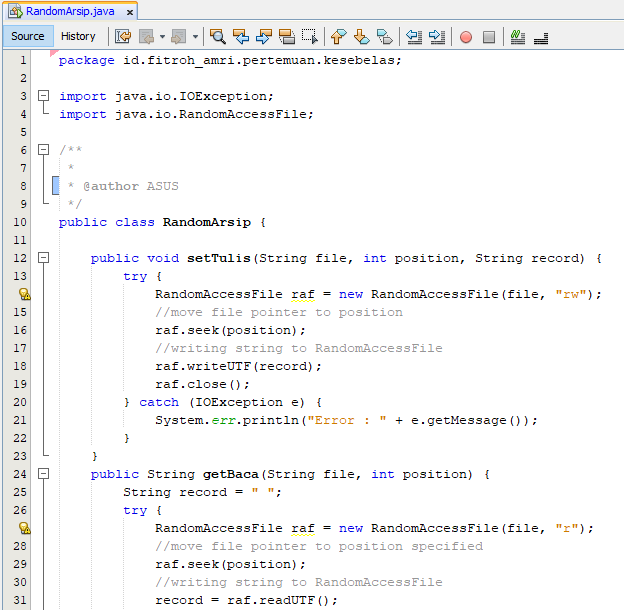 RandomArsip.java
Source History
1 package id.fitroh_amri.pertemuan.kesebelas;
2
3 import java.io.IOException;
4 import java.io.RandomAccessFile;
5
6 /**
7 *
8 * @author ASUS
9 */
10 public class RandomArsip {
11
12 public void setTulis(String file, int position, String record) {
13 try {
RandomAccessFile raf = new RandomAccessFile(file, "rw");
15 //move file pointer to position
16 raf.seek(position);
17 //writing string to RandomAccessFile
18 raf.writeUTF(record);
19 raf.close();
20 } catch (IOException e) {
21 System.err.println("Error : " + e.getMessage());
22 }
23 }
24 public String getBaca(String file, int position) {
25 String record = " ";
26 try {
RandomAccessFile raf = new RandomAccessFile(file, "r");
28 //move file pointer to position specified
29 raf.seek(position);
30 //writing string to RandomAccessFile
31 record = raf.readUTF();